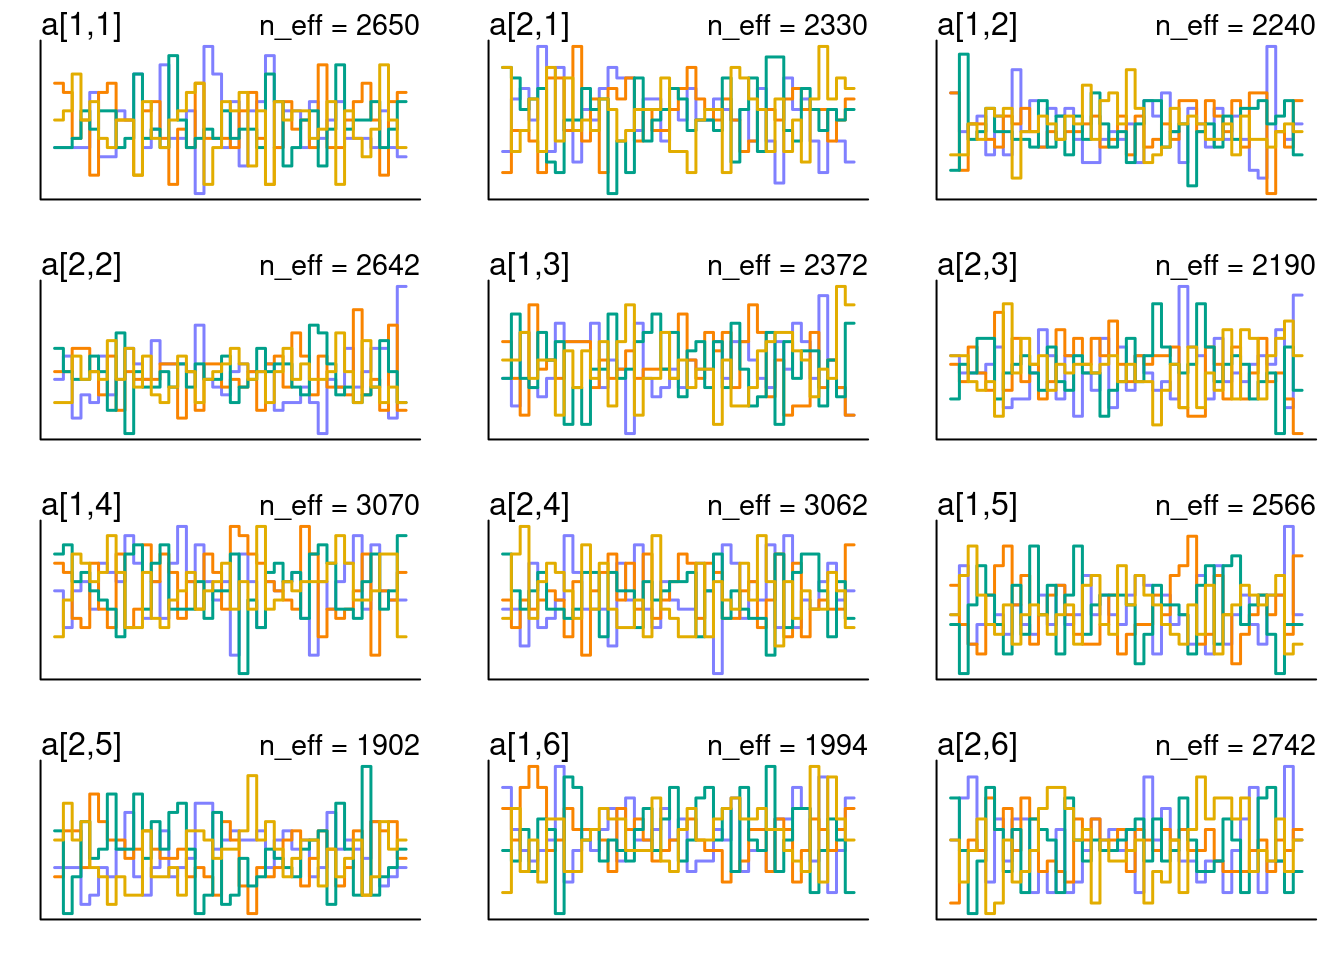 a[1,1] n_eff = 2650
a[2,1] n_eff = 2330
a[1,2] n_eff = 2240
a[2,2] n_eff = 2642
a[1,3] n_eff = 2372
a[2,3] n_eff = 2190
a[1,4] n_eff = 3070
a[2,4] n_eff = 3062
a[1,5] n_eff = 2566
a[2,5] n_eff = 1902
a[1,6] n_eff = 1994
a[2,6] n_eff = 2742